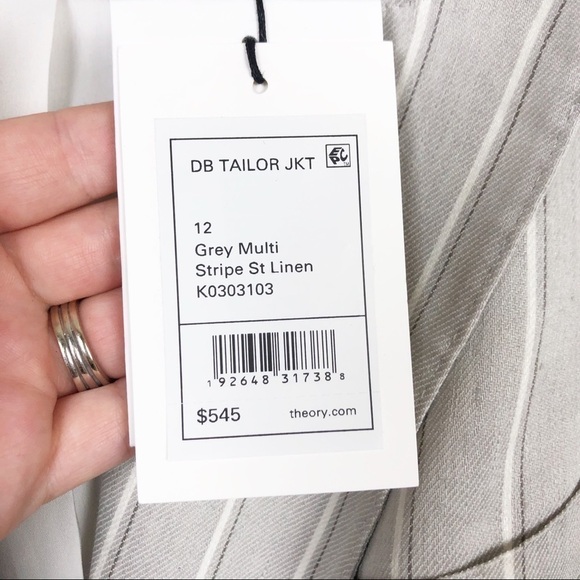 DB TAILOR JKT
12
Grey Multi
Stripe St Linen
K0303103
1 92648 31738 8
$545 theory.com